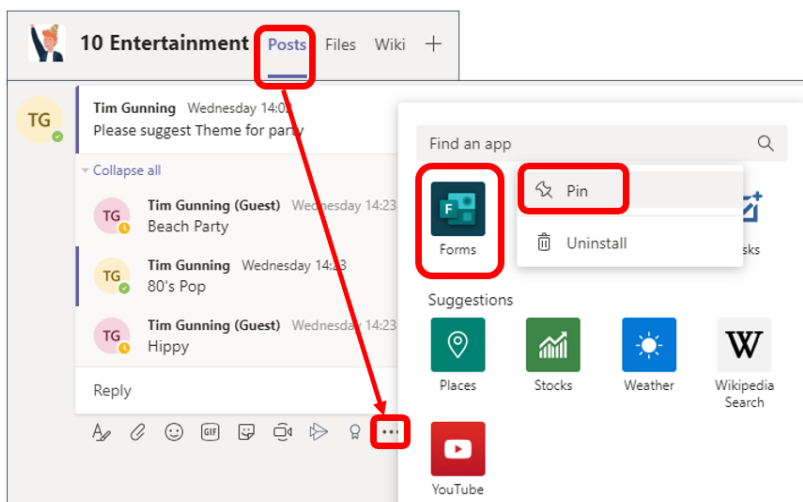 10 Entertainment Posts Files Wiki +
TG
Tim Gunning Wednesday 14:02
Please suggest Theme for party
Collapse all
TG
Tim Gunning (Guest) Wednesday 14:23
Beach Party
TG
Tim Gunning Wednesday 14:23
80's Pop
TG
Tim Gunning (Guest) Wednesday 14:23
Hippy
Reply
GIF
Find an app
F
Forms
Pin
Uninstall
sks
Suggestions
Places
Stocks
Weather
W
Wikipedia
Search
YouTube